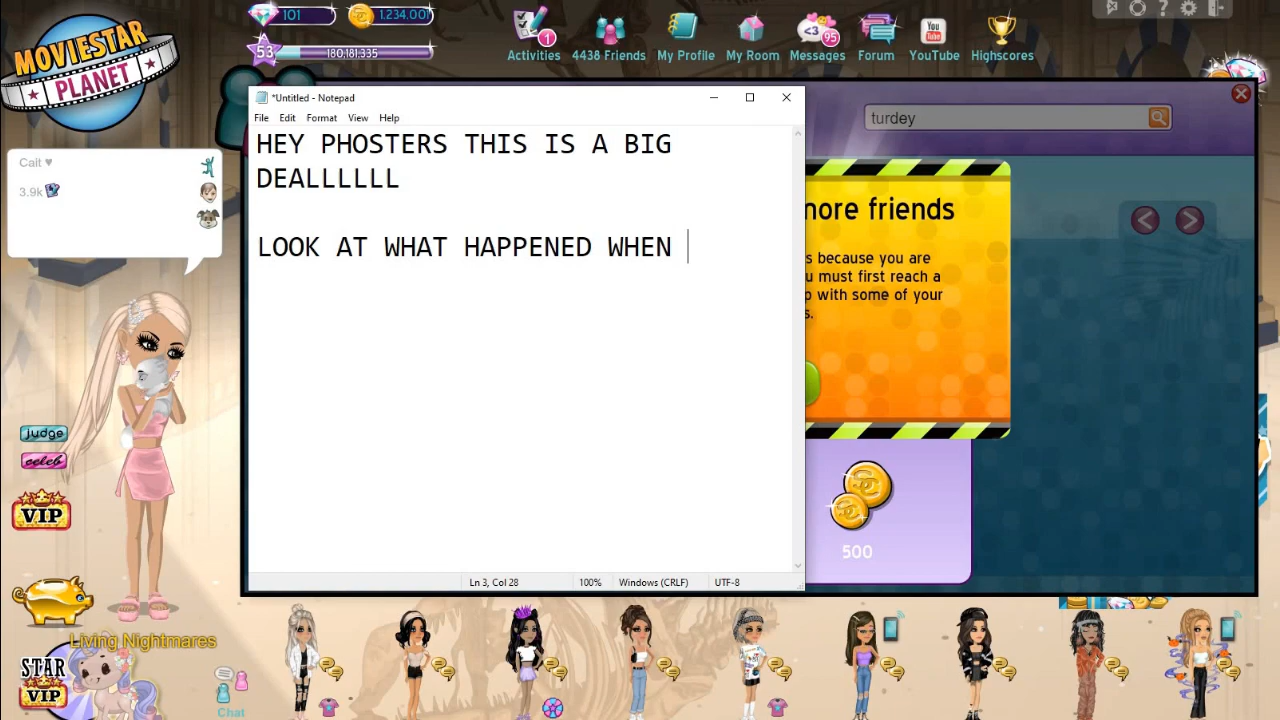 101
1.234.001
53
180.181.335
MOVIESTAR
PLANET
1
<3
95
You
Tube
Activities
4438 Friends
My Profile
My Room
Messages
Forum
YouTube
Highscores
?
*Untitled - Notepad
File
Edit
Format
View
Help
HEY PHOSTERS THIS IS A BIG
DEALLLLLL
LOOK AT WHAT HAPPENED WHEN
Ln 3, Col 28
100%
Windows (CRLF)
UTF-8
turdey
more friends
s because you are
u must first reach a
p with some of your
s.
500
Cait ♥
3.9k
judge
celeb
VIP
Living Nightmares
STAR
VIP
Chat